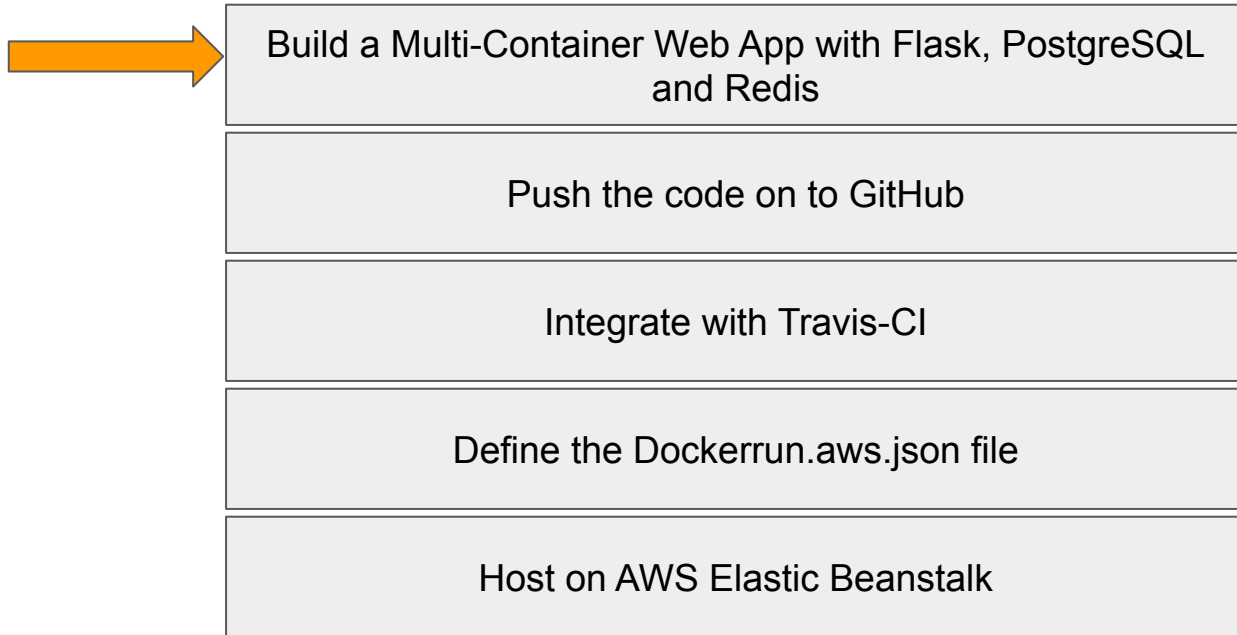 Build a Multi-Container Web App with Flask, PostgreSQL
and Redis
Push the code on to GitHub
Integrate with Travis-CI
Define the Dockerrun.aws.json file
Host on AWS Elastic Beanstalk